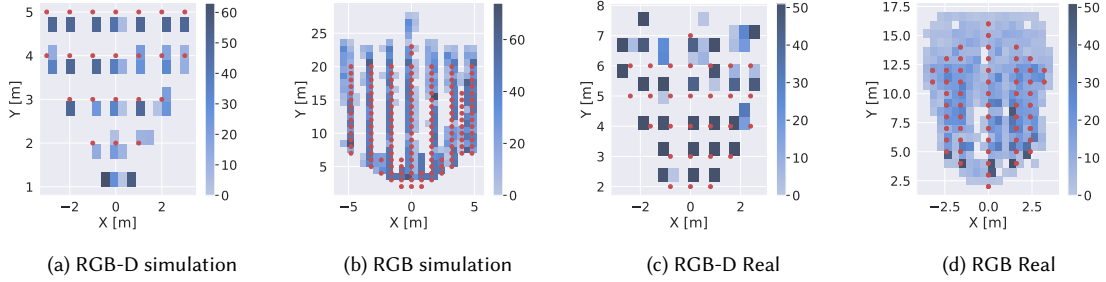 5
4
3
2
1
Y [m]
−2 0 2
X [m]
60
50
40
30
20
10
0
(a) RGB-D simulation
25
20
15
10
5
Y [m]
−5 0 5
X [m]
60
40
20
0
(b) RGB simulation
8
7
6
5
4
3
2
Y [m]
−2 0 2
X [m]
50
40
30
20
10
0
(c) RGB-D Real
17.5
15.0
12.5
10.0
7.5
5.0
2.5
Y [m]
−2.5 0.0 2.5
X [m]
50
40
30
20
10
0
(d) RGB Real